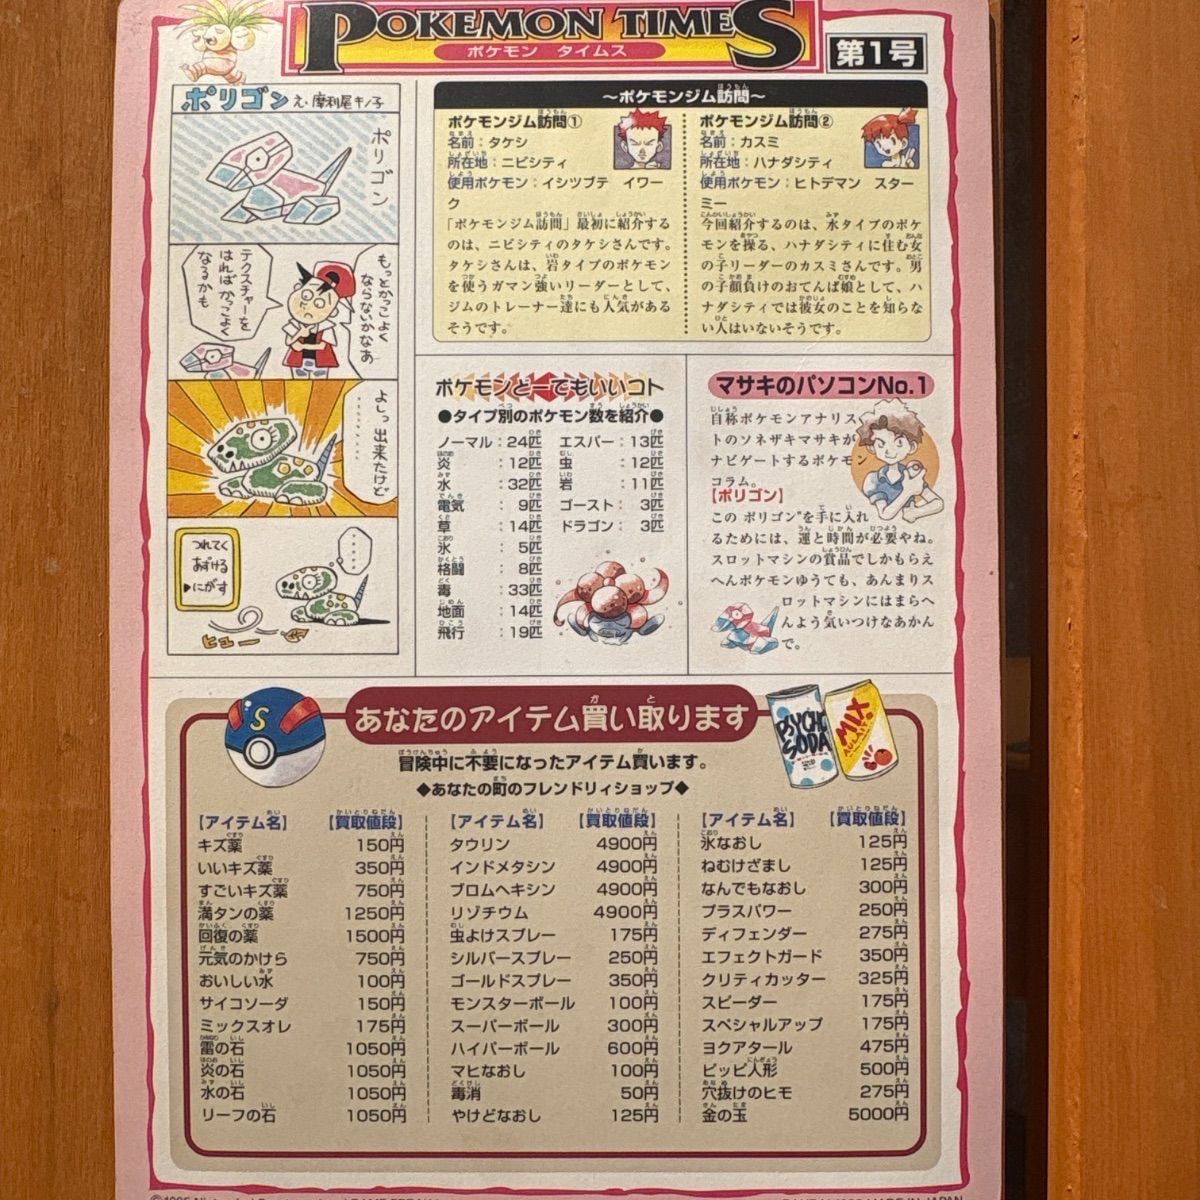 POKEMON TIMES
ポケモン タイムス
第1号
ポリゴン え・摩利尾キノ子
ポリゴン
もっとかっこよく
ならないかなあ
テクスチャーを
はればかっこよく
なるかも
よしっ 出来たけど
………
……
つれてく
あずける
▶にがす
ヒュー
〜ポケモンジム訪問〜
ポケモンジム訪問①
名前：タケシ
所在地：ニビシティ
使用ポケモン：イシツブテ イワー
ク
「ポケモンジム訪問」最初に紹介する
のは、ニビシティのタケシさんです。
タケシさんは、岩タイプのポケモン
を使うガマン強いリーダーとして、
ジムのトレーナー達にも人気がある
そうです。
ポケモンジム訪問②
名前：カスミ
所在地：ハナダシティ
使用ポケモン：ヒトデマン スター
ミー
今回紹介するのは、水タイプのポケ
モンを操る、ハナダシティに住む女
の子リーダーのカスミさんです。男
の子顔負けのおてんば娘として、ハ
ナダシティでは彼女のことを知らな
い人はいないそうです。
ポケモンどーでもいいコト
●タイプ別のポケモン数を紹介●
ノーマル：24匹 エスパー：13匹
炎：12匹 虫：12匹
水：32匹 岩：11匹
電気：9匹 ゴースト：3匹
草：14匹 ドラゴン：3匹
氷：5匹
格闘：8匹
毒：33匹
地面：14匹
飛行：19匹
マサキのパソコンNo.1
自称ポケモンアナリス
トのソネザキマサキが
ナビゲートするポケモン
コラム。
【ポリゴン】
この ポリゴン"を手に入れ
るためには、運と時間が必要やね。
スロットマシンの賞品でしかもらえ
へんポケモンゆうても、あんまりス
ロットマシンにはまらへ
んよう気いつけなあかん
で。
S
あなたのアイテム買い取ります
PSYCHO
SODA
MIX
AULAIT
冒険中に不要になったアイテム買います。
◆あなたの町のフレンドリィショップ◆
【アイテム名】 【買取値段】
キズ薬 150円
いいキズ薬 350円
すごいキズ薬 750円
満タンの薬 1250円
回復の薬 1500円
元気のかけら 750円
おいしい水 100円
サイコソーダ 150円
ミックスオレ 175円
雷の石 1050円
炎の石 1050円
水の石 1050円
リーフの石 1050円
【アイテム名】 【買取値段】
タウリン 4900円
インドメタシン 4900円
ブロムヘキシン 4900円
リゾチウム 4900円
虫よけスプレー 175円
シルバースプレー 250円
ゴールドスプレー 350円
モンスターボール 100円
スーパーボール 300円
ハイパーボール 600円
マヒなおし 100円
毒消 50円
やけどなおし 125円
【アイテム名】 【買取値段】
氷なおし 125円
ねむけざまし 125円
なんでもなおし 300円
プラスパワー 250円
ディフェンダー 275円
エフェクトガード 350円
クリティカッター 325円
スピーダー 175円
スペシャルアップ 175円
ヨクアタール 475円
ピッピ人形 500円
穴抜けのヒモ 275円
金の玉 5000円